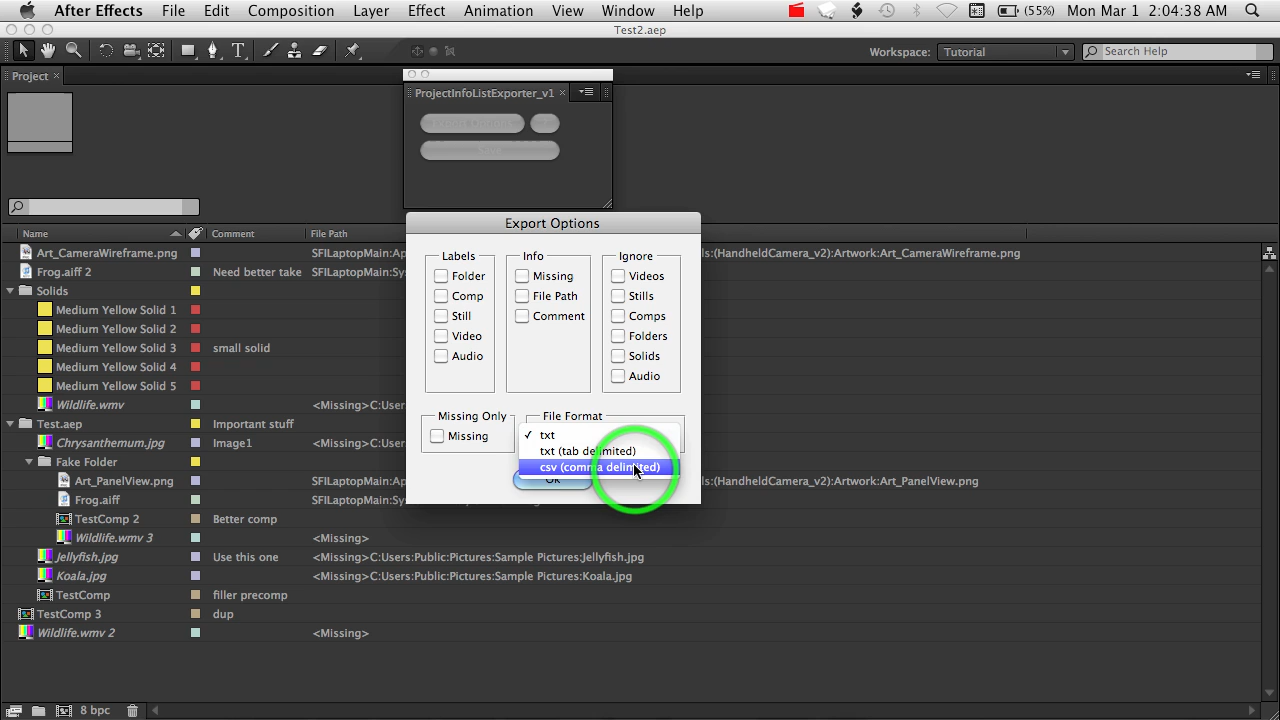 After Effects File Edit Composition Layer Effect Animation View Window Help (55%) Mon Mar 1 2:04:38 AM
Test2.aep
Workspace: Tutorial Search Help
Project
ProjectInfoListExporter_v1
Export Options
Name Comment File Path
Labels Info Ignore
Folder Missing Videos
Comp File Path Stills
Still Comment Comps
Video Folders
Audio Solids
Audio
Missing Only File Format
Missing
txt
txt (tab delimited)
csv (comma delimited)
Ok
Art_CameraWireframe.png SFILaptopMain:Ap s:(HandheldCamera_v2):Artwork:Art_CameraWireframe.png
Frog.aiff 2 Need better take SFILaptopMain:Sy
Solids
Medium Yellow Solid 1
Medium Yellow Solid 2
Medium Yellow Solid 3 small solid
Medium Yellow Solid 4
Medium Yellow Solid 5
Wildlife.wmv <Missing>C:Users
Test.aep Important stuff
Chrysanthemum.jpg Image1 <Missing>C:Users
Fake Folder
Art_PanelView.png SFILaptopMain:Ap s:(HandheldCamera_v2):Artwork:Art_PanelView.png
Frog.aiff SFILaptopMain:Sy
TestComp 2 Better comp
Wildlife.wmv 3 <Missing>
Jellyfish.jpg Use this one <Missing>C:Users:Public:Pictures:Sample Pictures:Jellyfish.jpg
Koala.jpg <Missing>C:Users:Public:Pictures:Sample Pictures:Koala.jpg
TestComp filler precomp
TestComp 3 dup
Wildlife.wmv 2 <Missing>
8 bpc